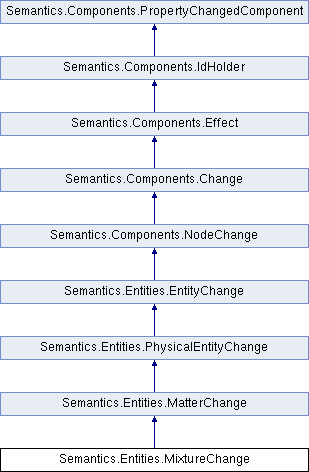 Semantics.Components.PropertyChangedComponent
Semantics.Components.IdHolder
Semantics.Components.Effect
Semantics.Components.Change
Semantics.Components.NodeChange
Semantics.Entities.EntityChange
Semantics.Entities.PhysicalEntityChange
Semantics.Entities.MatterChange
Semantics.Entities.MixtureChange